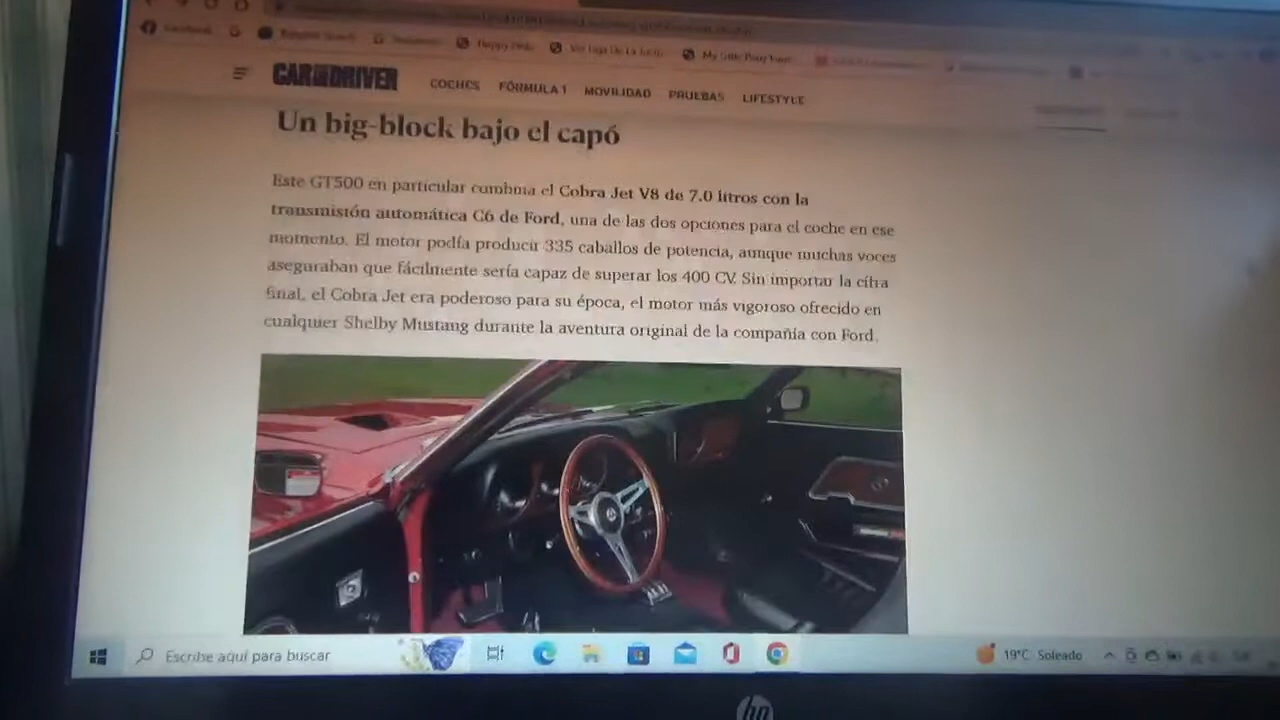 Facebook
My Little Pony Tort
CAR AND DRIVER COCHES FÓRMULA 1 MOVILIDAD PRUEBAS LIFESTYLE
Un big-block bajo el capó
Este GT500 en particular combina el Cobra Jet V8 de 7.0 litros con la
transmisión automática C6 de Ford, una de las dos opciones para el coche en ese
momento. El motor podía producir 335 caballos de potencia, aunque muchas voces
aseguraban que fácilmente sería capaz de superar los 400 CV. Sin importar la cifra
final, el Cobra Jet era poderoso para su época, el motor más vigoroso ofrecido en
cualquier Shelby Mustang durante la aventura original de la compañía con Ford.
Escribe aquí para buscar
19°C Soleado
hp